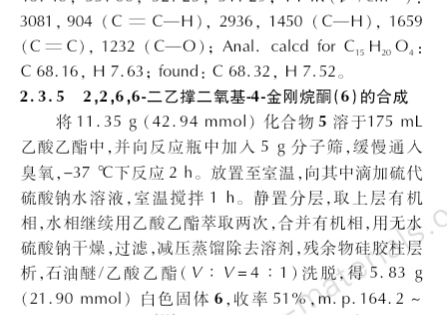 3081, 904 (C＝C—H), 2936, 1450 (C—H), 1659
(C＝C), 1232 (C—O); Anal. calcd for C15H20O4:
C 68.16, H 7.63; found: C 68.32, H 7.52。
2.3.5 2,2,6,6-二乙撑二氧基-4-金刚烷酮(6)的合成
将11.35 g (42.94 mmol) 化合物 5 溶于175 mL
乙酸乙酯中,并向反应瓶中加入 5 g 分子筛,缓慢通入
臭氧,-37 ℃下反应 2 h。放置至室温,向其中滴加硫代
硫酸钠水溶液,室温搅拌 1 h。静置分层,取上层有机
相,水相继续用乙酸乙酯萃取两次,合并有机相,用无水
硫酸钠干燥,过滤,减压蒸馏除去溶剂,残余物硅胶柱层
析,石油醚/乙酸乙酯(V∶V=4∶1)洗脱,得 5.83 g
(21.90 mmol) 白色固体 6,收率 51%,m.p.164.2 ~